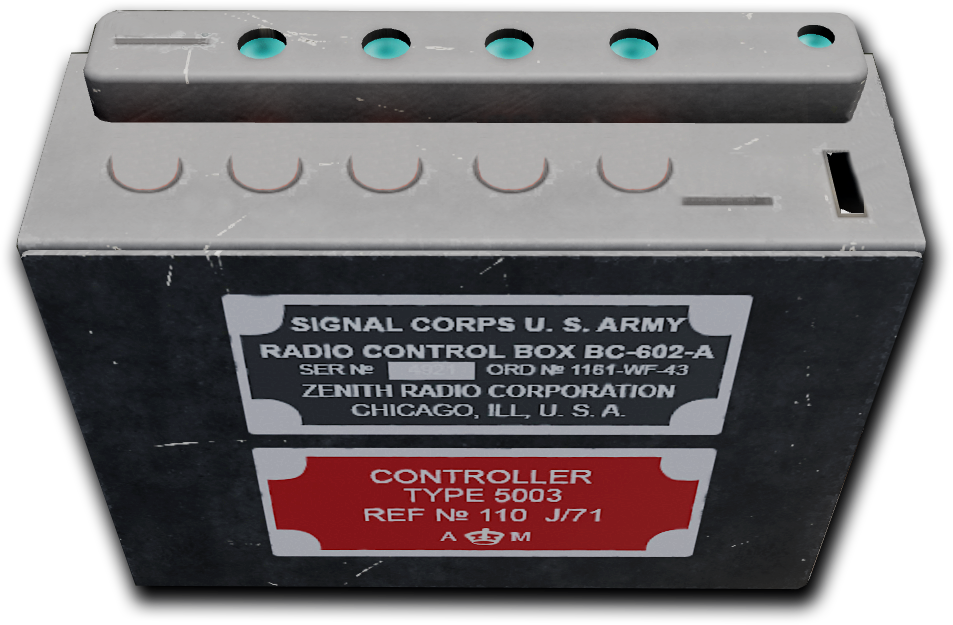 SIGNAL CORPS U. S. ARMY
RADIO CONTROL BOX BC-602-A
SER № 4921 ORD № 1161-WF-43
ZENITH RADIO CORPORATION
CHICAGO, ILL, U. S. A.
CONTROLLER
TYPE 5003
REF № 110 J/71
A M